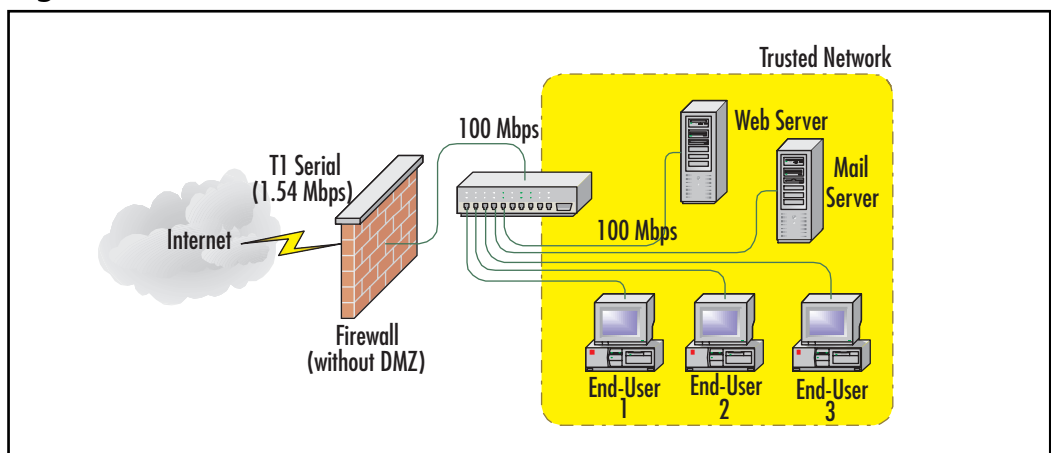 Trusted Network
100 Mbps
Web Server
T1 Serial
(1.54 Mbps)
Mail
Server
Internet
100 Mbps
Firewall
(without DMZ)
End-User
1
End-User
2
End-User
3